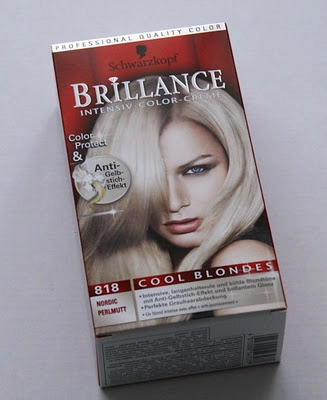 PROFESSIONAL QUALITY COLOR
Schwarzkopf
BRILLANCE
INTENSIV-COLOR-CREME
Color
Protect
&
Anti-
Gelb-
stich-
Effekt
818
NORDIC
PERLMUTT
COOL BLONDES
• Intensive, langanhaltende und kühle Blondtöne
mit Anti-Gelbstich Effekt und brillantem Glanz
• Perfekte Grauhaarabdeckung